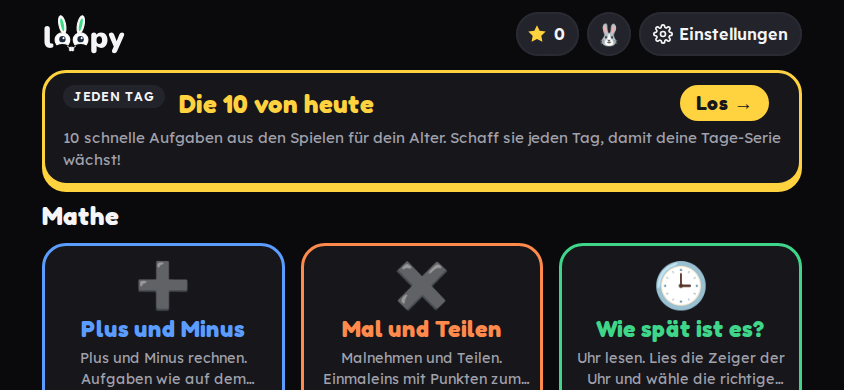 loopy
0
Einstellungen
JEDEN TAG
Die 10 von heute
Los →
10 schnelle Aufgaben aus den Spielen für dein Alter. Schaff sie jeden Tag, damit deine Tage-Serie
wächst!
Mathe
Plus und Minus
Plus und Minus rechnen.
Aufgaben wie auf dem…
Mal und Teilen
Malnehmen und Teilen.
Einmaleins mit Punkten zum…
Wie spät ist es?
Uhr lesen. Lies die Zeiger der
Uhr und wähle die richtige…